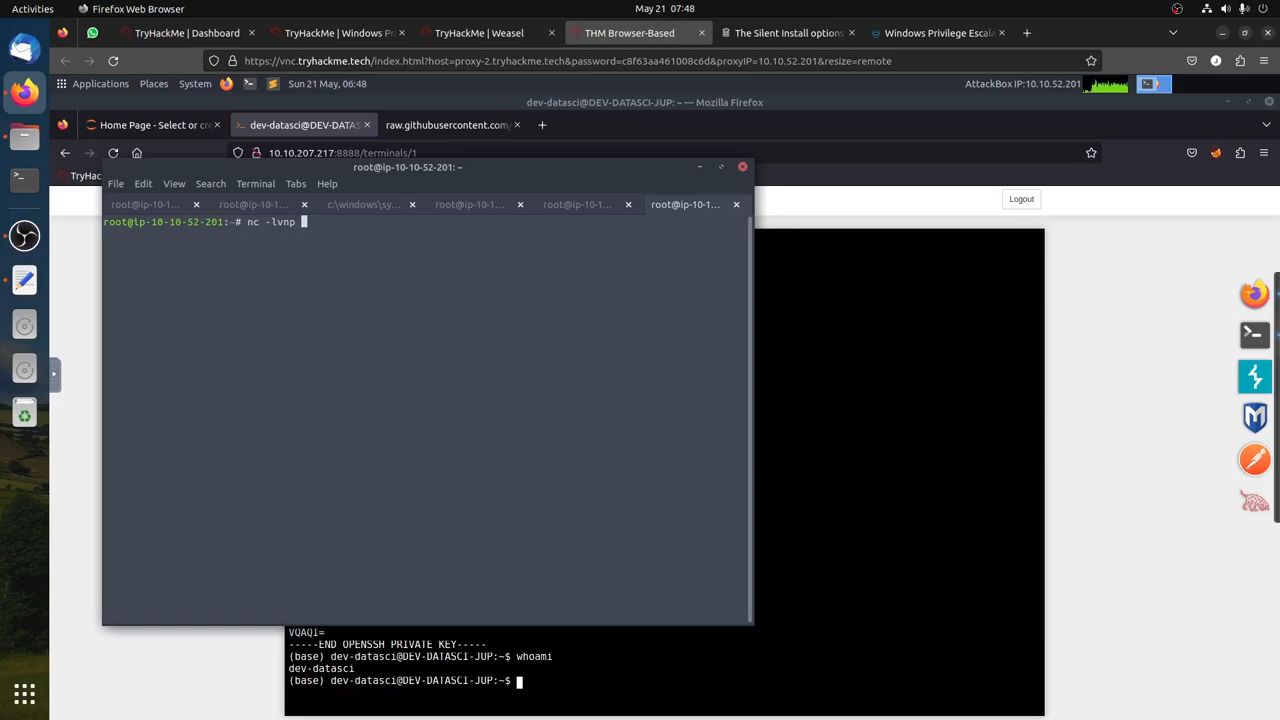 Activities
Firefox Web Browser
May 21 07:48
TryHackMe | Dashboard
TryHackMe | Windows Pri
TryHackMe | Weasel
THM Browser-Based
The Silent Install options
Windows Privilege Escala
https://vnc.tryhackme.tech/index.html?host=proxy-2.tryhackme.tech&password=c8f63aa461008c6d&proxyIP=10.10.52.201&resize=remote
Applications Places System Sun 21 May, 06:48 AttackBox IP:10.10.52.201
dev-datasci@DEV-DATASCI-JUP: ~ — Mozilla Firefox
Home Page - Select or cre
dev-datasci@DEV-DATAS
raw.githubusercontent.com/
10.10.207.217:8888/terminals/1
root@ip-10-10-52-201: ~
TryHa
File Edit View Search Terminal Tabs Help
Logout
root@ip-10-1...
root@ip-10-1...
c:\windows\sy...
root@ip-10-1...
root@ip-10-1...
root@ip-10-1...
root@ip-10-10-52-201:~# nc -lvnp
VQAQI=
-----END OPENSSH PRIVATE KEY-----
(base) dev-datasci@DEV-DATASCI-JUP:~$ whoami
dev-datasci
(base) dev-datasci@DEV-DATASCI-JUP:~$